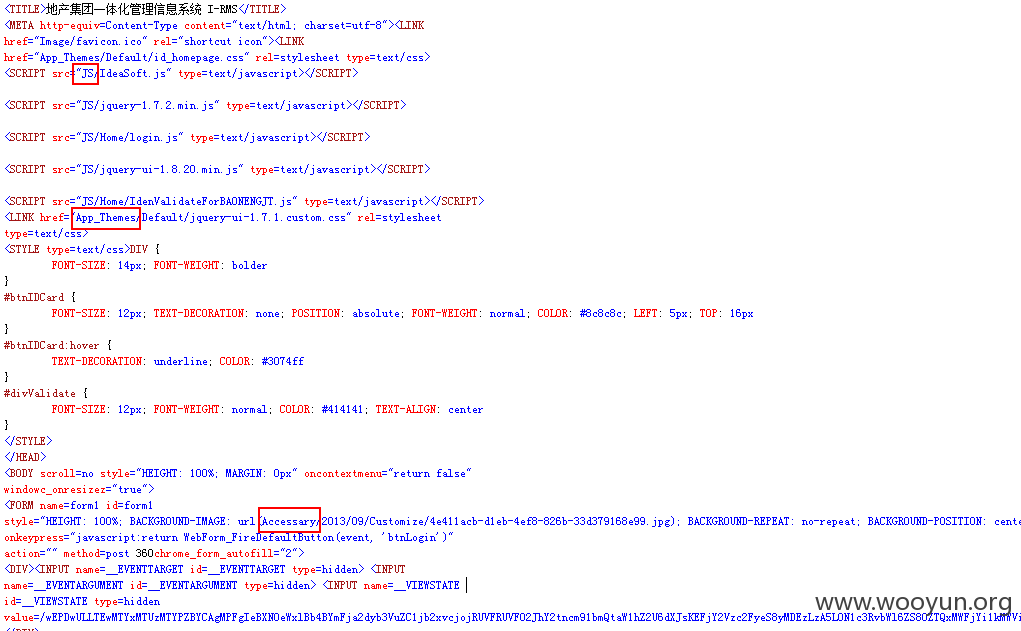 <TITLE>地产集团一体化管理信息系统 I-RMS</TITLE>
<META http-equiv=Content-Type content="text/html; charset=utf-8"><LINK
href="Image/favicon.ico" rel="shortcut icon"><LINK
href="App_Themes/Default/id_homepage.css" rel=stylesheet type=text/css>
<SCRIPT src="JS/IdeaSoft.js" type=text/javascript></SCRIPT>
<SCRIPT src="JS/jquery-1.7.2.min.js" type=text/javascript></SCRIPT>
<SCRIPT src="JS/Home/login.js" type=text/javascript></SCRIPT>
<SCRIPT src="JS/jquery-ui-1.8.20.min.js" type=text/javascript></SCRIPT>
<SCRIPT src="JS/Home/IdenValidateForBAONENGJT.js" type=text/javascript></SCRIPT>
<LINK href="App_Themes/Default/jquery-ui-1.7.1.custom.css" rel=stylesheet
type=text/css>
<STYLE type=text/css>DIV {
FONT-SIZE: 14px; FONT-WEIGHT: bolder
}
#btnIDCard {
FONT-SIZE: 12px; TEXT-DECORATION: none; POSITION: absolute; FONT-WEIGHT: normal; COLOR: #8c8c8c; LEFT: 5px; TOP: 16px
}
#btnIDCard:hover {
TEXT-DECORATION: underline; COLOR: #3074ff
}
#divValidate {
FONT-SIZE: 12px; FONT-WEIGHT: normal; COLOR: #414141; TEXT-ALIGN: center
}
</STYLE>
</HEAD>
<BODY scroll=no style="HEIGHT: 100%; MARGIN: 0px" oncontextmenu="return false"
windowc_onresizez="true">
<FORM name=form1 id=form1
style="HEIGHT: 100%; BACKGROUND-IMAGE: url(Accessary/2013/09/Customize/4e411acb-d1eb-4ef8-826b-33d379168e99.jpg); BACKGROUND-REPEAT: no-repeat; BACKGROUND-POSITION: cente
onkeypress="javascript:return WebForm_FireDefaultButton(event, 'btnLogin')"
action="" method=post 360chrome_form_autofill="2">
<DIV><INPUT name=__EVENTTARGET id=__EVENTTARGET type=hidden> <INPUT
name=__EVENTARGUMENT id=__EVENTARGUMENT type=hidden> <INPUT name=__VIEWSTATE
id=__VIEWSTATE type=hidden
www.wooyun.org